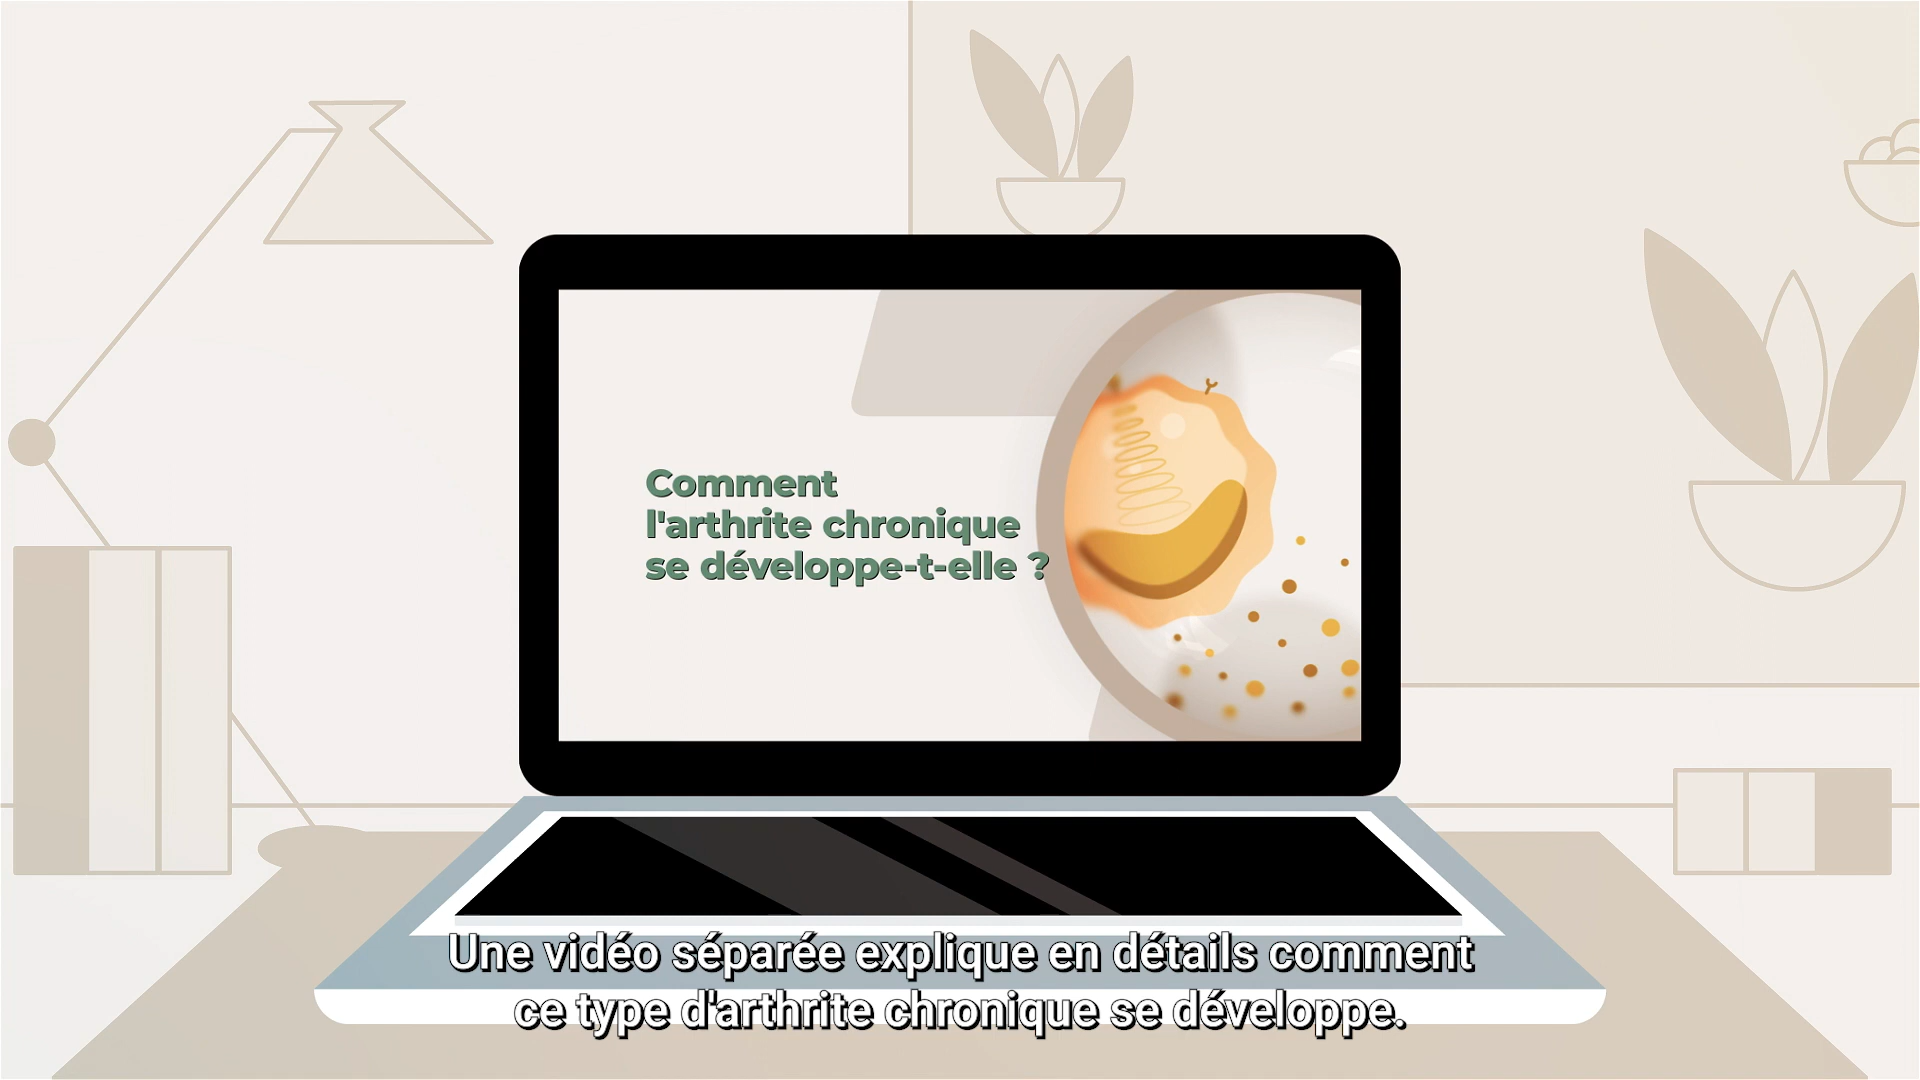 Comment
l'arthrite chronique
se développe-t-elle ?
Une vidéo séparée explique en détails comment
ce type d'arthrite chronique se développe.